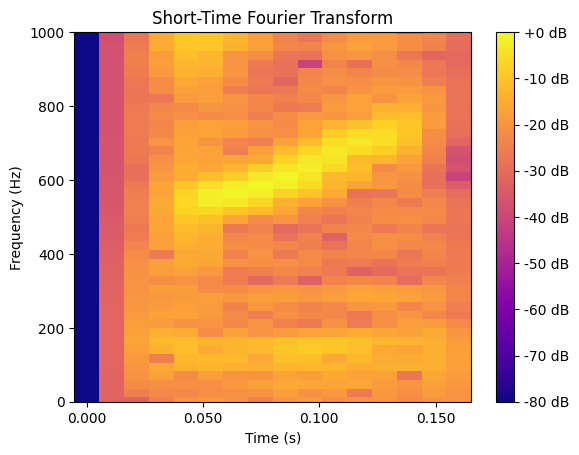 Short-Time Fourier Transform
1000
800
600
400
200
0
Frequency (Hz)
0.000
0.050
0.100
0.150
Time (s)
+0 dB
-10 dB
-20 dB
-30 dB
-40 dB
-50 dB
-60 dB
-70 dB
-80 dB